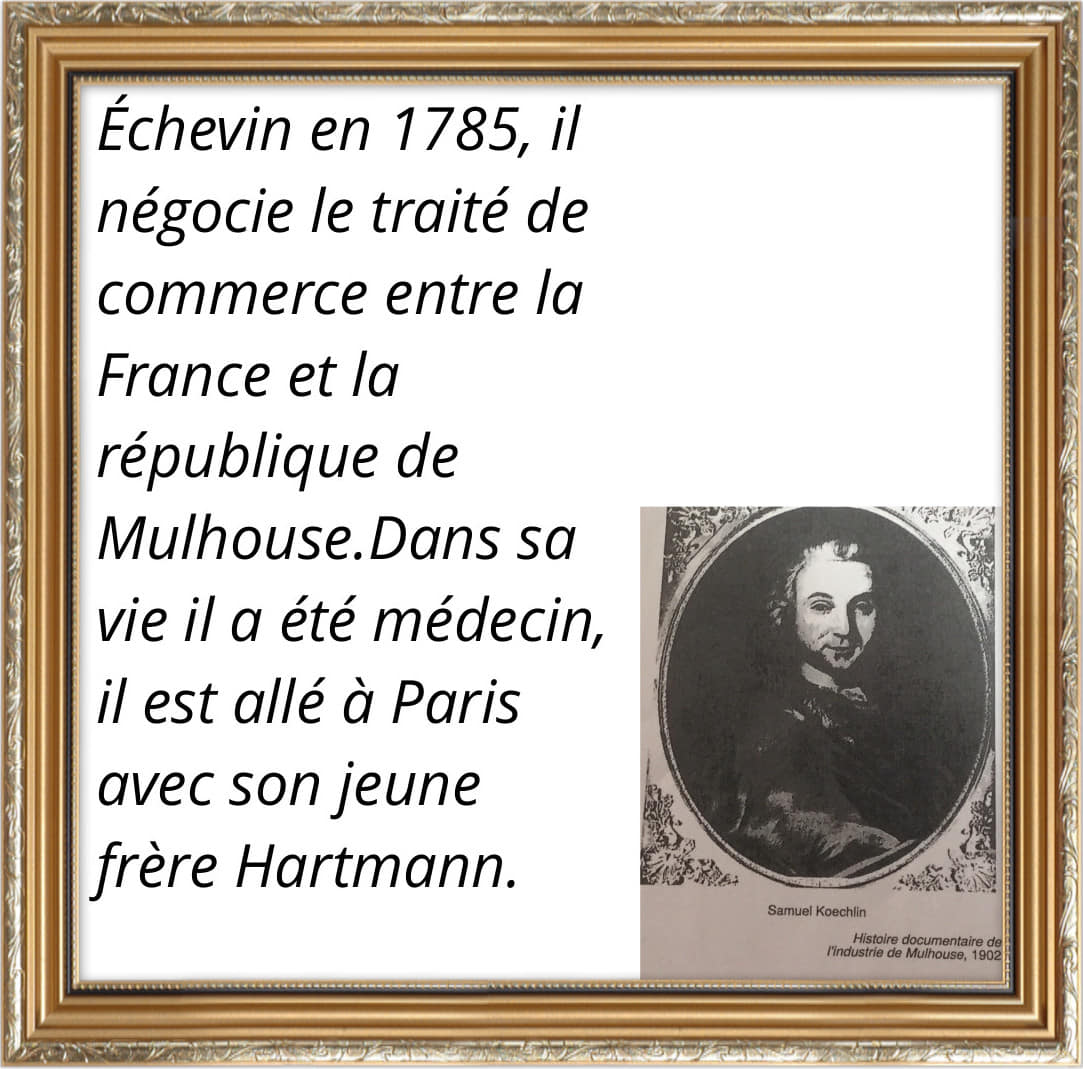 Échevin en 1785, il
négocie le traité de
commerce entre la
France et la
république de
Mulhouse.Dans sa
vie il a été médecin,
il est allé à Paris
avec son jeune
frère Hartmann.
Samuel Koechlin
Histoire documentaire de
l'industrie de Mulhouse, 1902